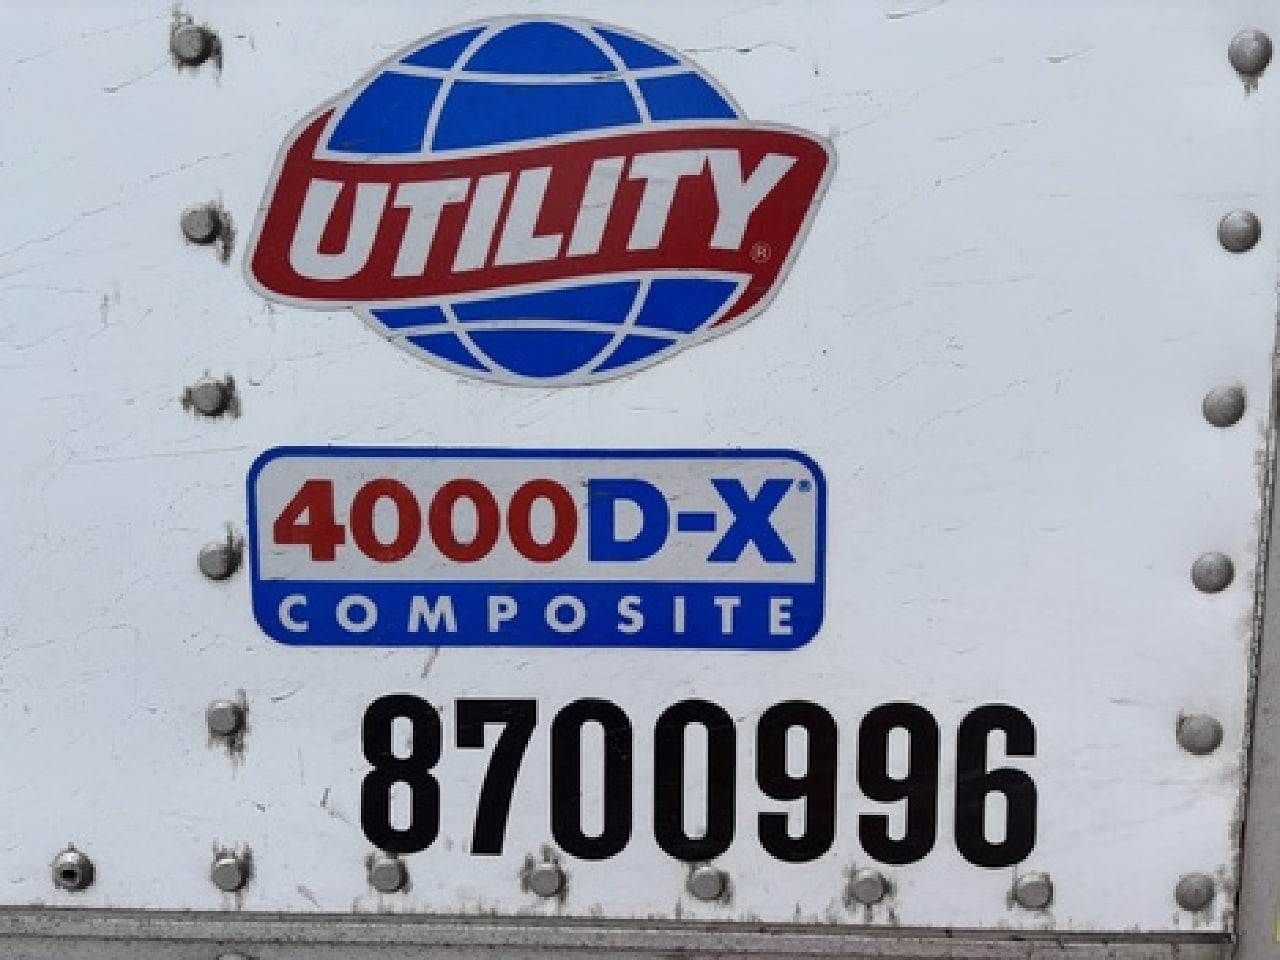 UTILITY®
4000D-X®
COMPOSITE
8700996